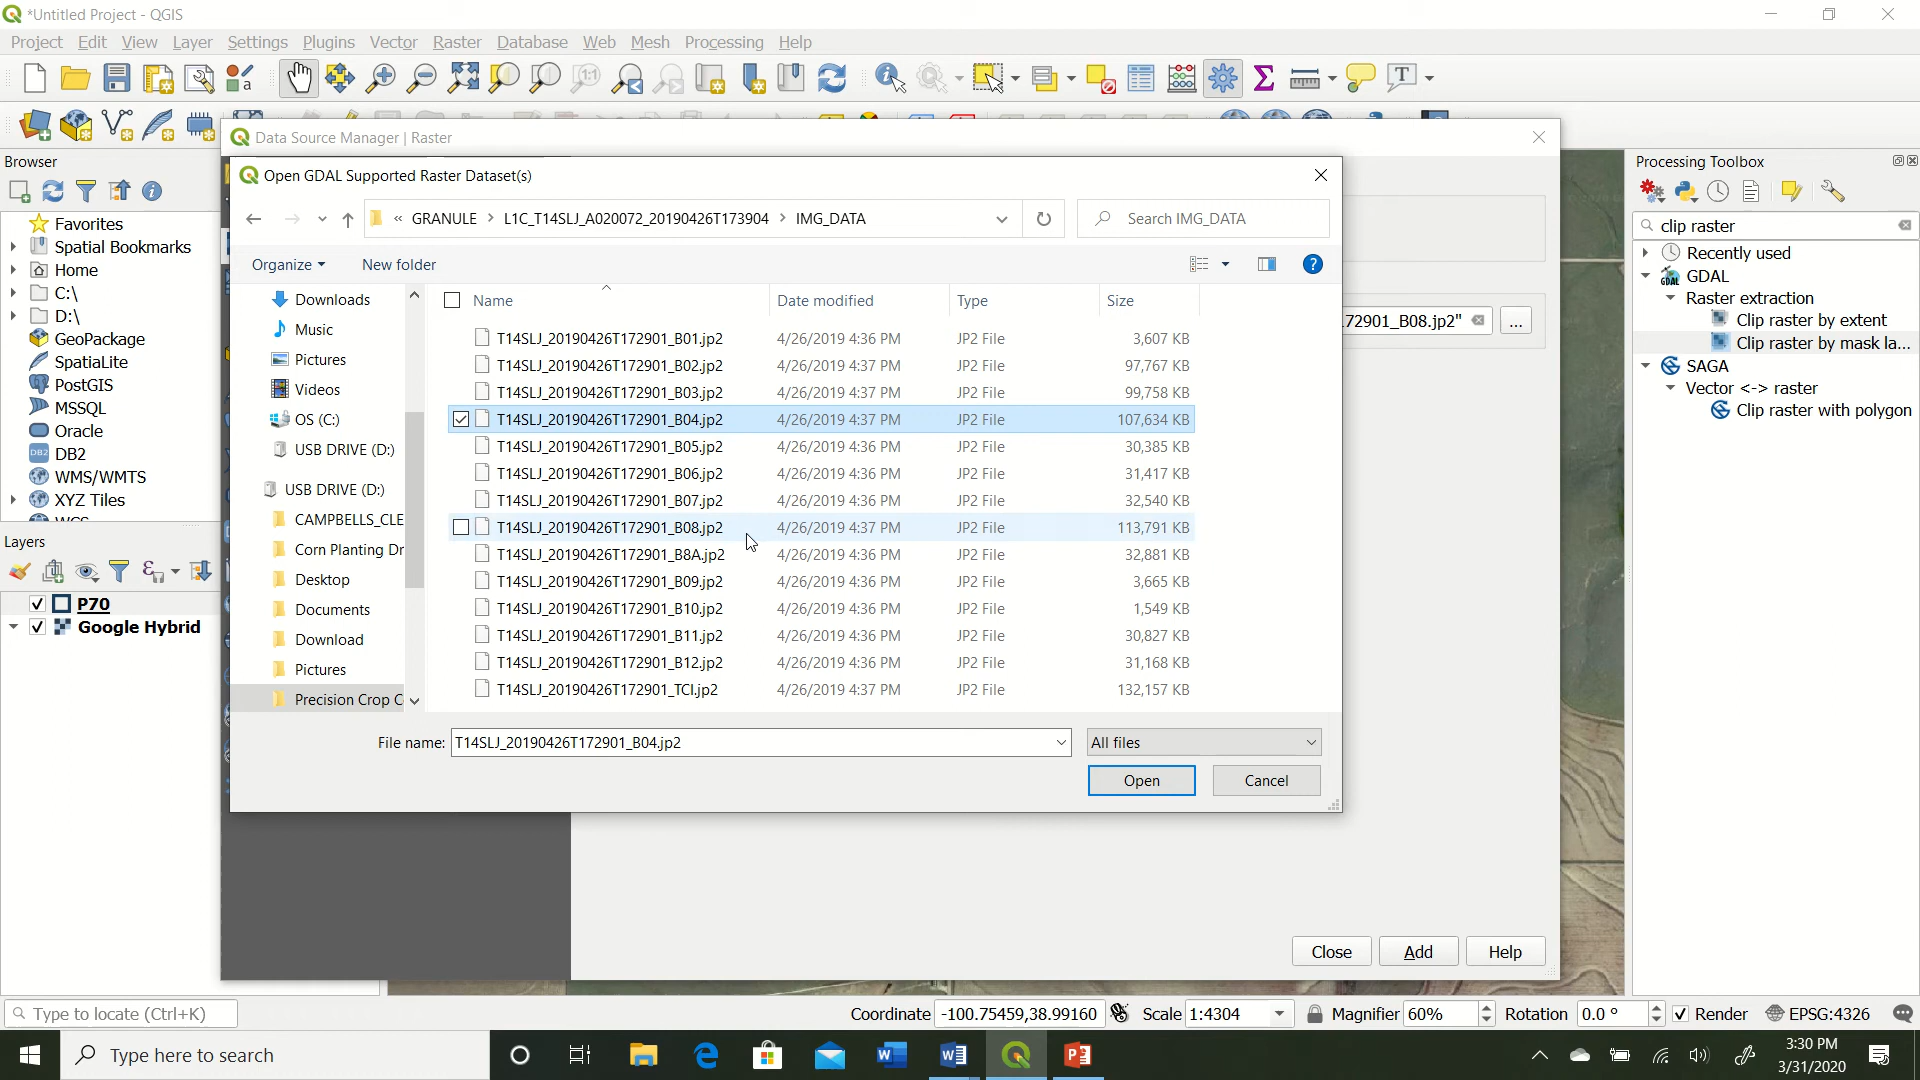 *Untitled Project - QGIS
Project Edit View Layer Settings Plugins Vector Raster Database Web Mesh Processing Help
Data Source Manager | Raster
Browser
Favorites
Spatial Bookmarks
Home
C:\
D:\
GeoPackage
SpatiaLite
PostGIS
MSSQL
Oracle
DB2
WMS/WMTS
XYZ Tiles
Layers
P70
Google Hybrid
Open GDAL Supported Raster Dataset(s)
« GRANULE > L1C_T14SLJ_A020072_20190426T173904 > IMG_DATA
Search IMG_DATA
Organize New folder
Downloads
Music
Pictures
Videos
OS (C:)
USB DRIVE (D:)
USB DRIVE (D:)
CAMPBELLS_CLE
Corn Planting Dr
Desktop
Documents
Download
Pictures
Precision Crop C
Name Date modified Type Size
T14SLJ_20190426T172901_B01.jp2 4/26/2019 4:36 PM JP2 File 3,607 KB
T14SLJ_20190426T172901_B02.jp2 4/26/2019 4:37 PM JP2 File 97,767 KB
T14SLJ_20190426T172901_B03.jp2 4/26/2019 4:37 PM JP2 File 99,758 KB
T14SLJ_20190426T172901_B04.jp2 4/26/2019 4:37 PM JP2 File 107,634 KB
T14SLJ_20190426T172901_B05.jp2 4/26/2019 4:36 PM JP2 File 30,385 KB
T14SLJ_20190426T172901_B06.jp2 4/26/2019 4:36 PM JP2 File 31,417 KB
T14SLJ_20190426T172901_B07.jp2 4/26/2019 4:36 PM JP2 File 32,540 KB
T14SLJ_20190426T172901_B08.jp2 4/26/2019 4:37 PM JP2 File 113,791 KB
T14SLJ_20190426T172901_B8A.jp2 4/26/2019 4:36 PM JP2 File 32,881 KB
T14SLJ_20190426T172901_B09.jp2 4/26/2019 4:36 PM JP2 File 3,665 KB
T14SLJ_20190426T172901_B10.jp2 4/26/2019 4:36 PM JP2 File 1,549 KB
T14SLJ_20190426T172901_B11.jp2 4/26/2019 4:36 PM JP2 File 30,827 KB
T14SLJ_20190426T172901_B12.jp2 4/26/2019 4:36 PM JP2 File 31,168 KB
T14SLJ_20190426T172901_TCI.jp2 4/26/2019 4:37 PM JP2 File 132,157 KB
File name: T14SLJ_20190426T172901_B04.jp2 All files
Open Cancel
172901_B08.jp2" ...
Close Add Help
Processing Toolbox
clip raster
Recently used
GDAL
Raster extraction
Clip raster by extent
Clip raster by mask la...
SAGA
Vector <-> raster
Clip raster with polygon
Type to locate (Ctrl+K) Coordinate -100.75459,38.99160 Scale 1:4304 Magnifier 60% Rotation 0.0 ° Render EPSG:4326
Type here to search
3:30 PM
3/31/2020